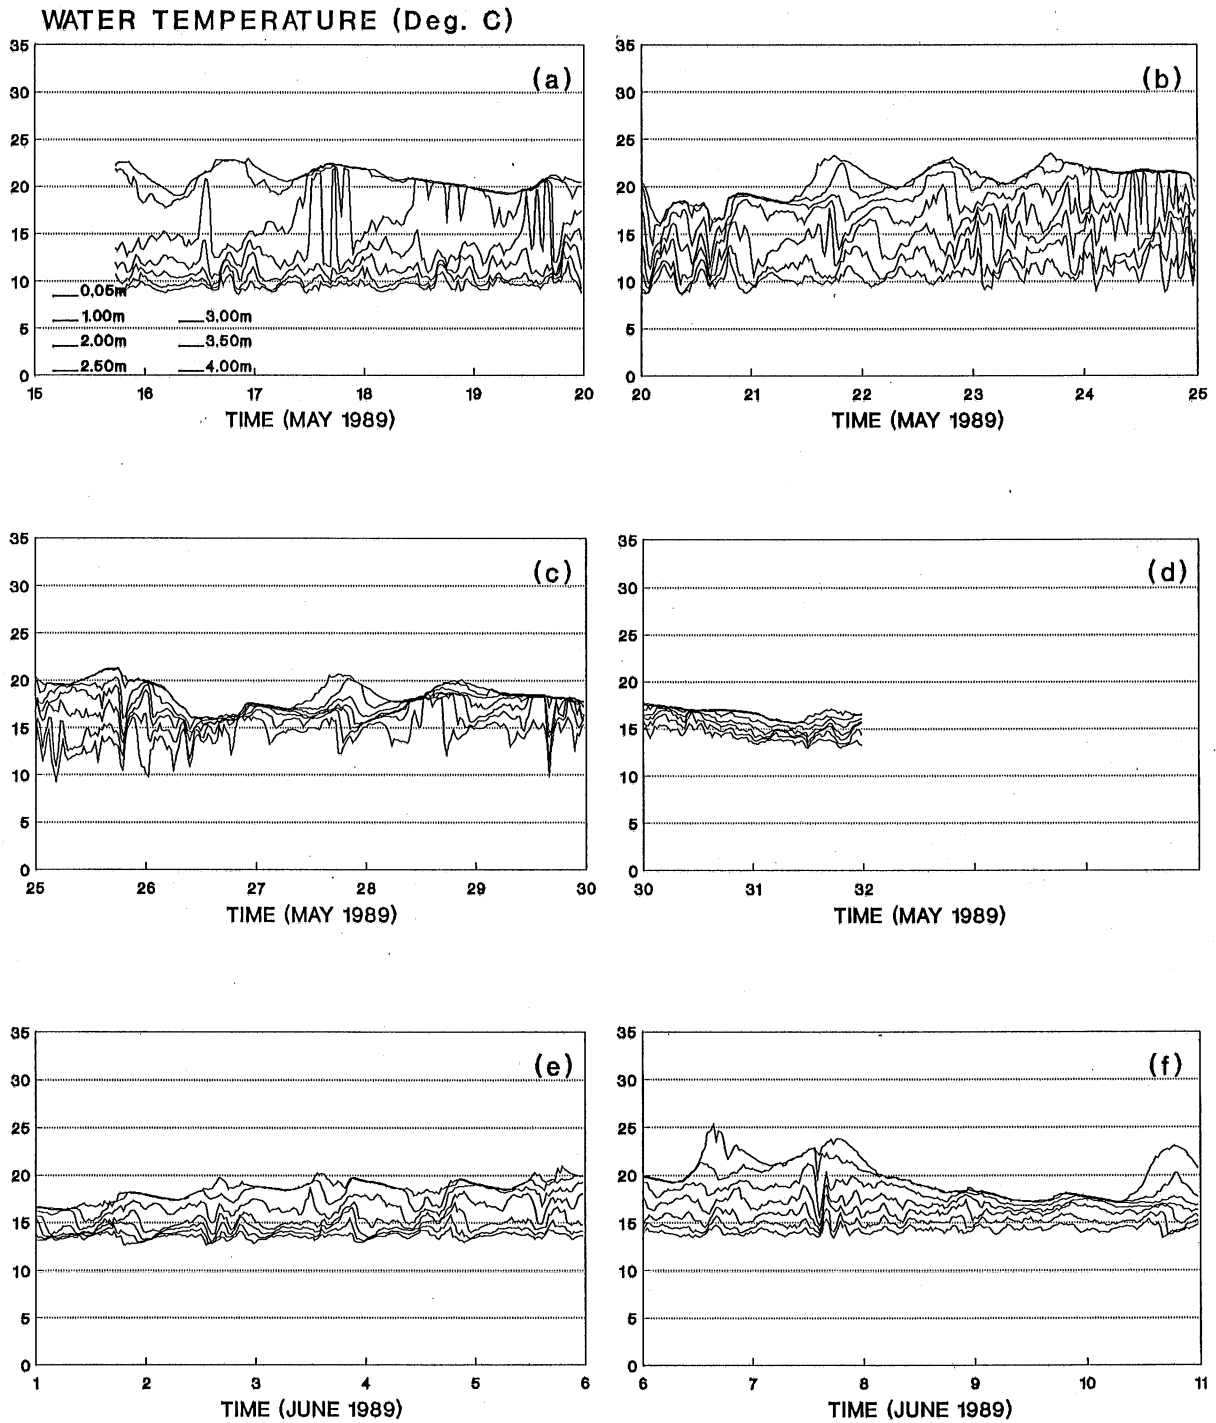 WATER TEMPERATURE (Deg. C)
35
30
25
20
15
10
5
0
(a)
0.05m
1.00m 3.00m
2.00m 3.50m
2.50m 4.00m
15 16 17 18 19 20
TIME (MAY 1989)
35
30
25
20
15
10
5
0
(b)
20 21 22 23 24 25
TIME (MAY 1989)
35
30
25
20
15
10
5
0
(c)
25 26 27 28 29 30
TIME (MAY 1989)
35
30
25
20
15
10
5
0
(d)
30 31 32
TIME (MAY 1989)
35
30
25
20
15
10
5
0
(e)
1 2 3 4 5 6
TIME (JUNE 1989)
35
30
25
20
15
10
5
0
(f)
6 7 8 9 10 11
TIME (JUNE 1989)